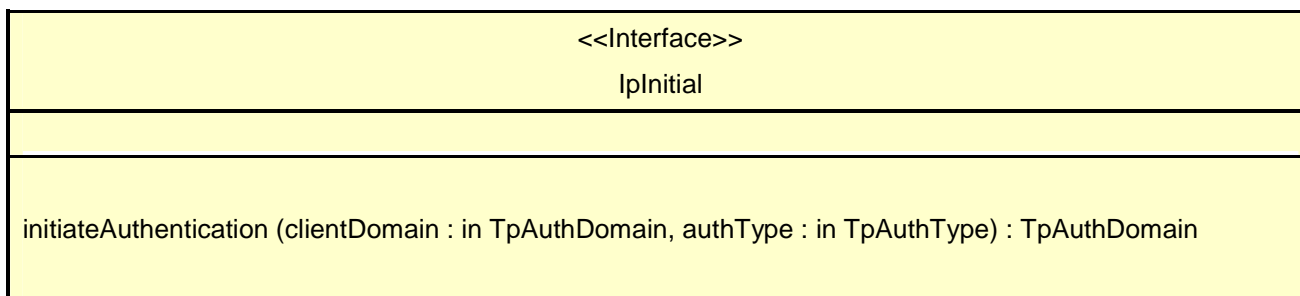 <<Interface>>
IpInitial
initiateAuthentication (clientDomain : in TpAuthDomain, authType : in TpAuthType) : TpAuthDomain